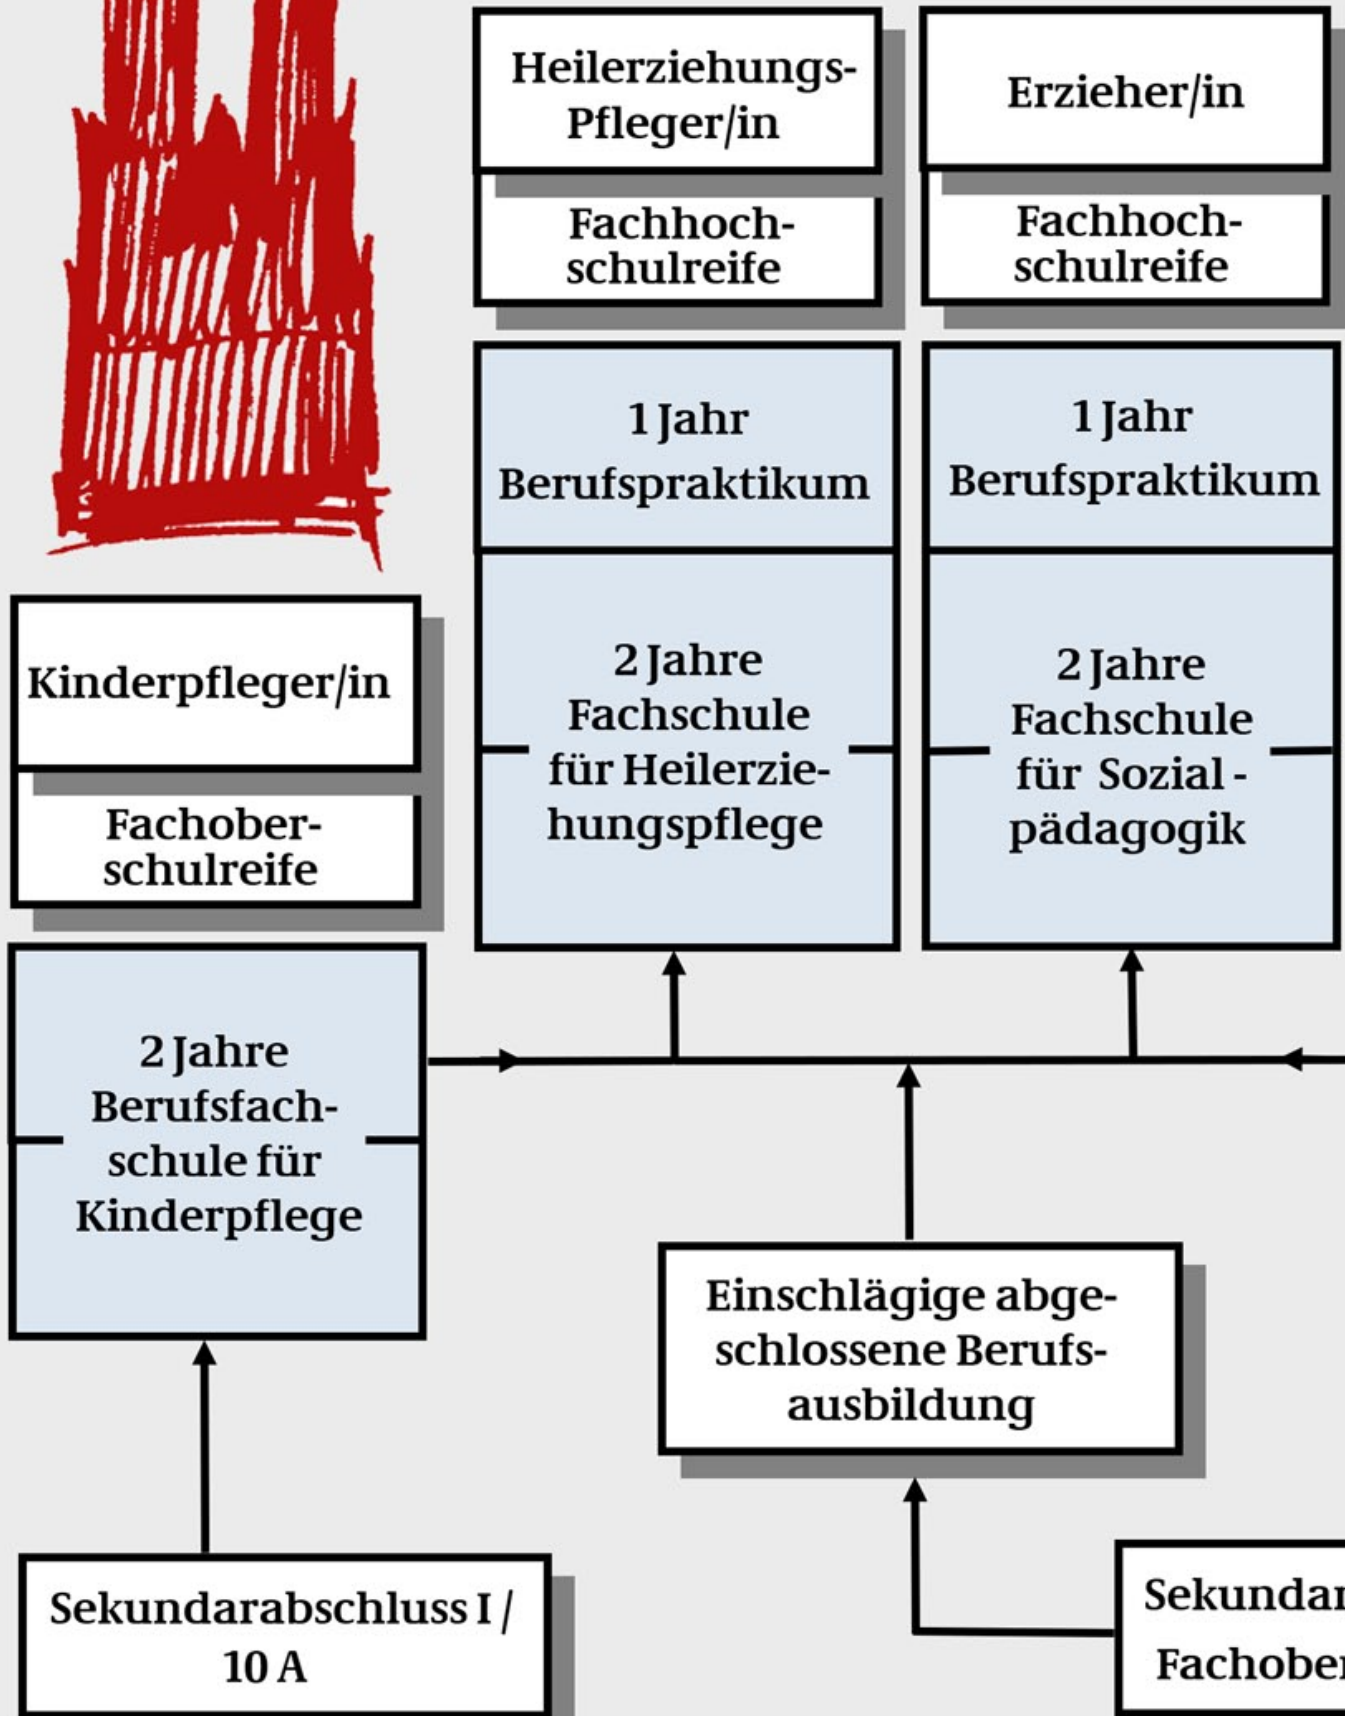 Heilerziehungs-
Pfleger/in
Fachhoch-
schulreife
1 Jahr
Berufspraktikum
2 Jahre
Fachschule
für Heilerzie-
hungspflege
Erzieher/in
Fachhoch-
schulreife
1 Jahr
Berufspraktikum
2 Jahre
Fachschule
für Sozial -
pädagogik
Kinderpfleger/in
Fachober-
schulreife
2 Jahre
Berufsfach-
schule für
Kinderpflege
Einschlägige abge-
schlossene Berufs-
ausbildung
Sekundarabschluss I /
10 A
Sekundar
Fachober